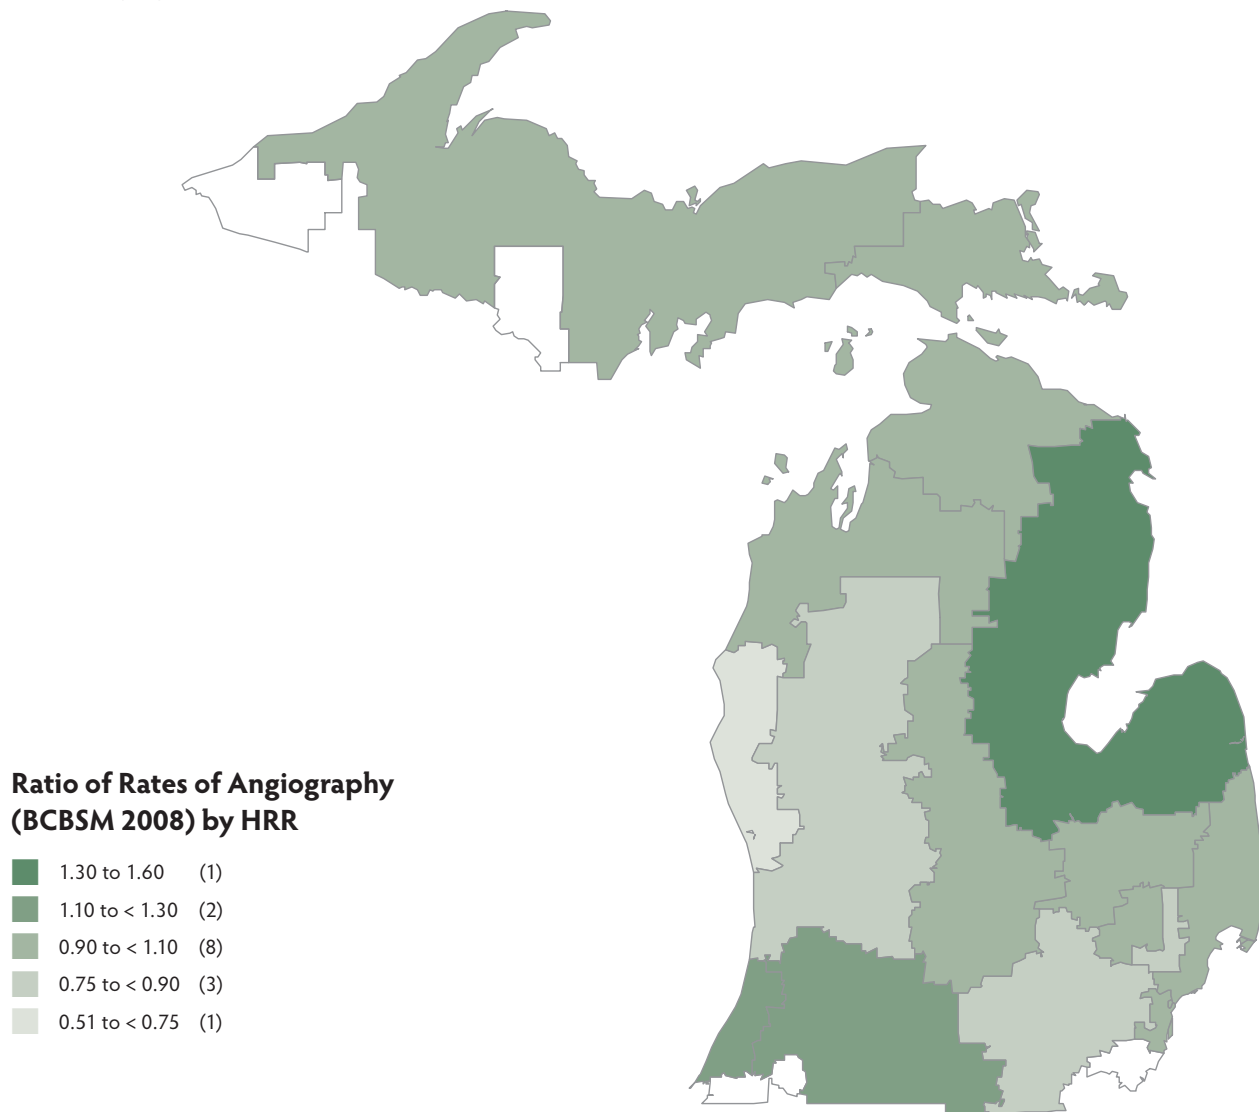 Ratio of Rates of Angiography
(BCBSM 2008) by HRR
1.30 to 1.60 (1)
1.10 to < 1.30 (2)
0.90 to < 1.10 (8)
0.75 to < 0.90 (3)
0.51 to < 0.75 (1)